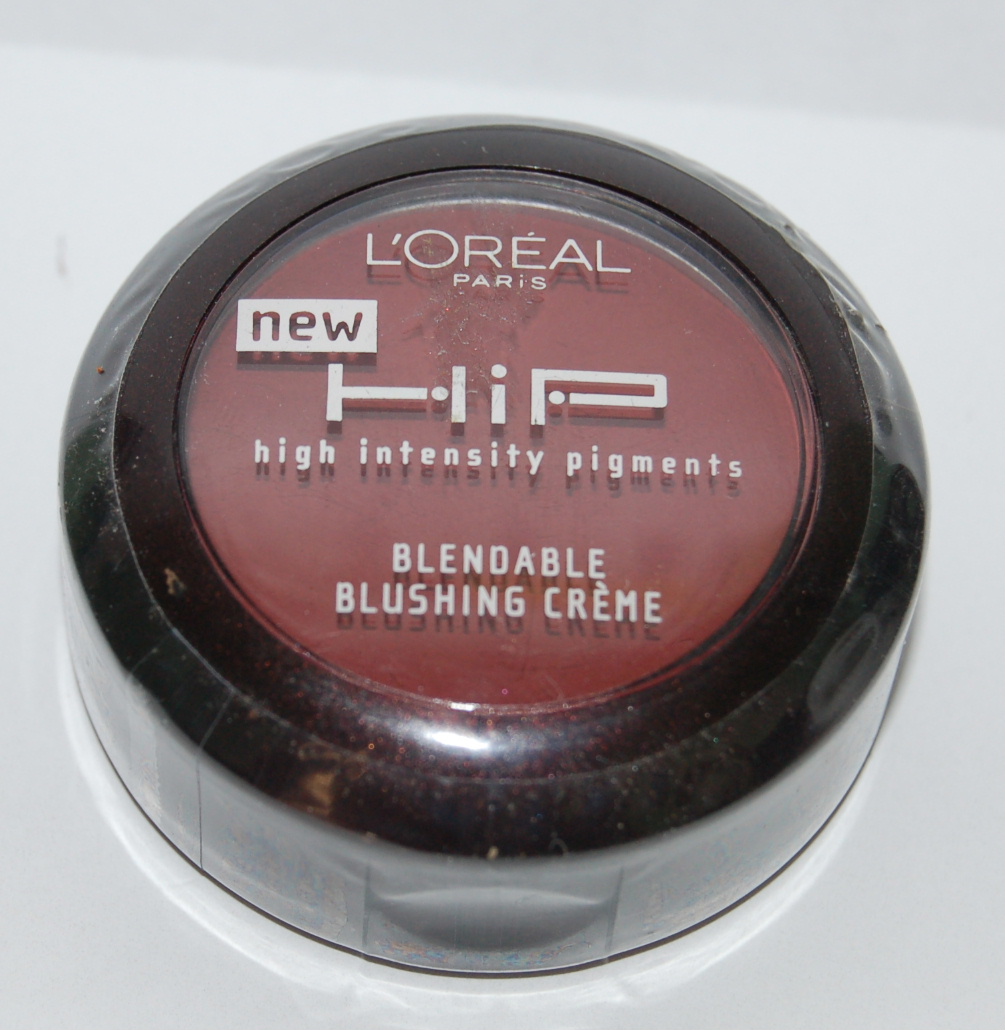 L'ORÉAL
PARiS
new
HiP
high intensity pigments
BLENDABLE
BLUSHING CRÈME